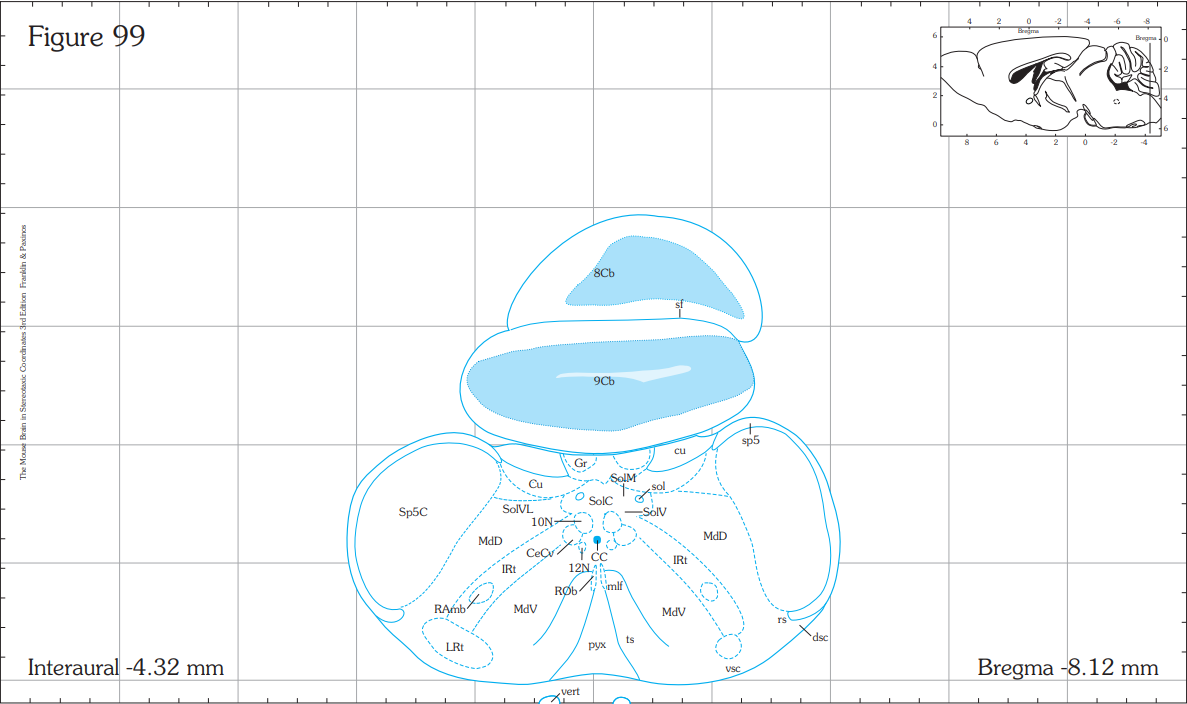 Figure 99
4 2 0 -2 -4 -6 -8
Bregma
Bregma
6
4
2
0
0
2
4
6
8 6 4 2 0 -2 -4
The Mouse Brain in Stereotaxic Coordinates 3rd Edition Franklin & Paxinos
8Cb
sf
9Cb
sp5
cu
Gr
SolM
Cu
sol
SolC
SolVL
SolV
Sp5C
10N
MdD
MdD
CeCv
CC
IRt
12N
IRt
ROb
mlf
RAmb
MdV
MdV
rs
dsc
LRt
pyx
ts
vsc
Interaural -4.32 mm
Bregma -8.12 mm
vert